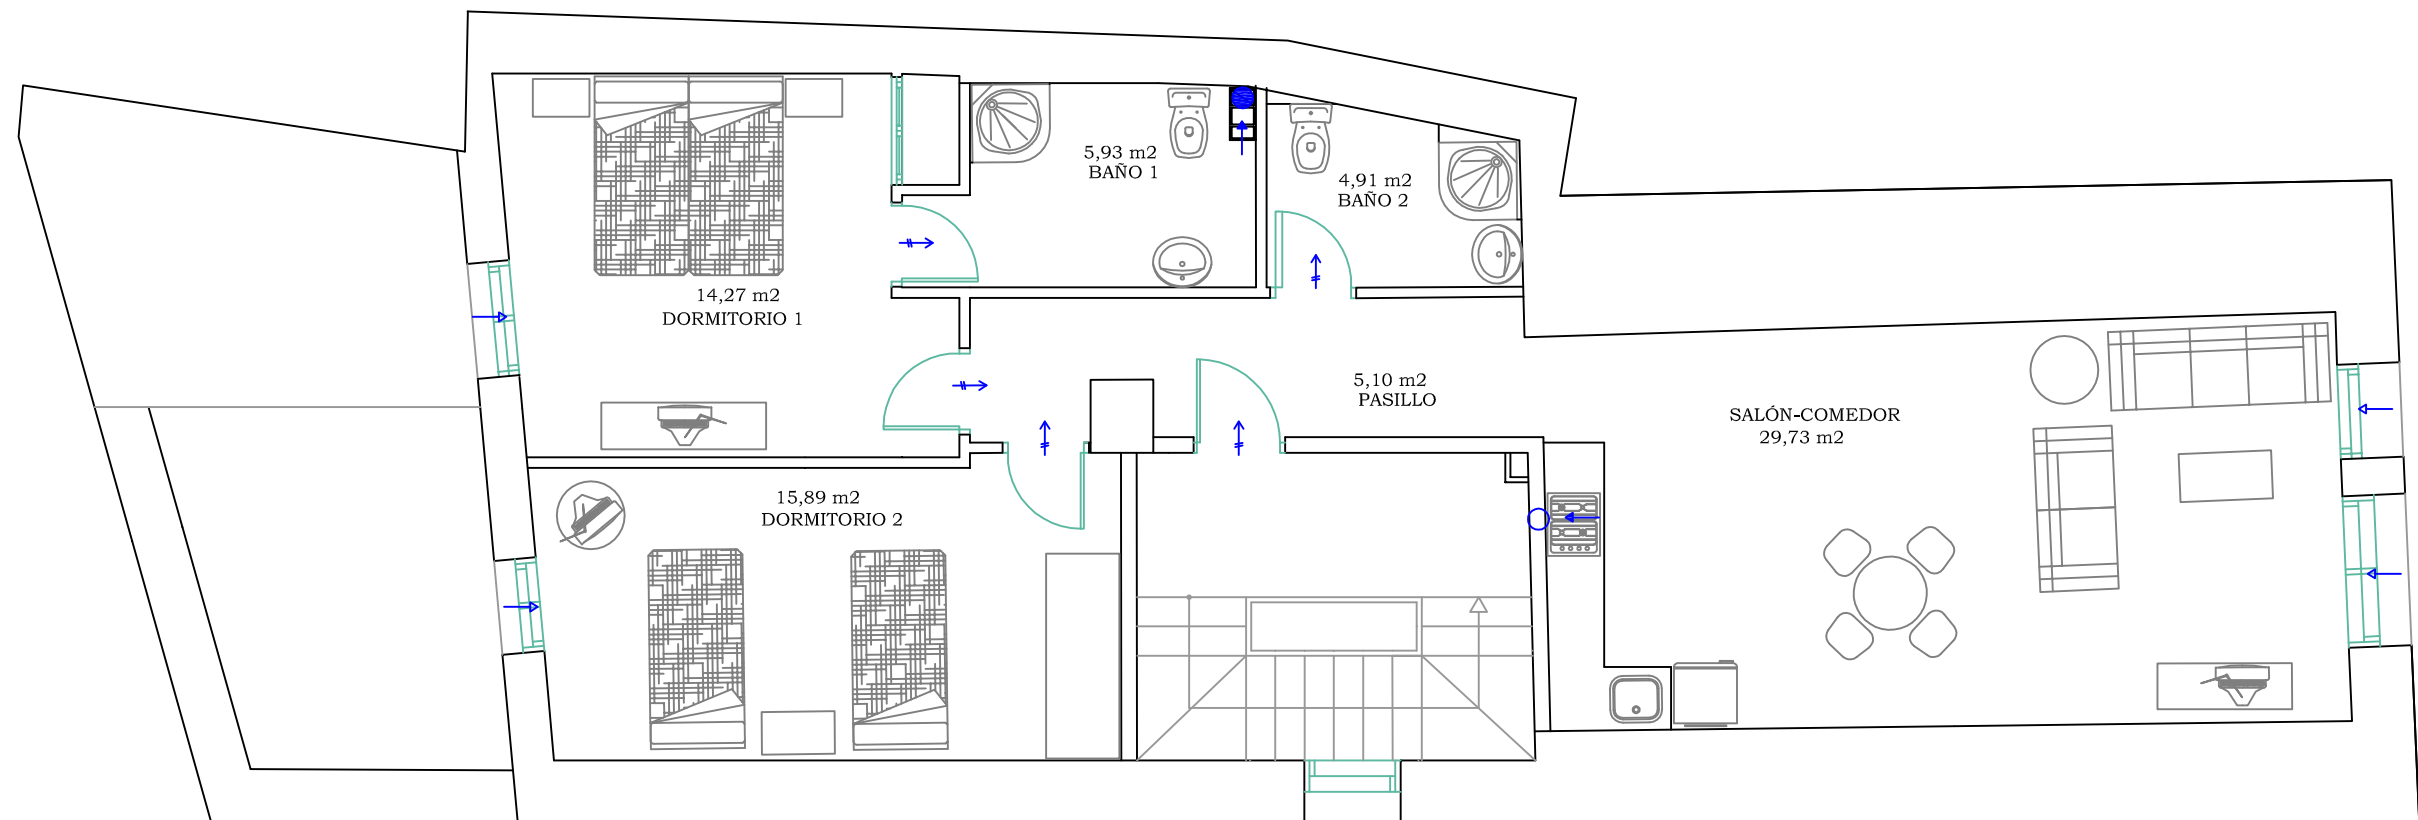 5,93 m2
BAÑO 1
4,91 m2
BAÑO 2
14,27 m2
DORMITORIO 1
5,10 m2
PASILLO
SALÓN-COMEDOR
29,73 m2
15,89 m2
DORMITORIO 2